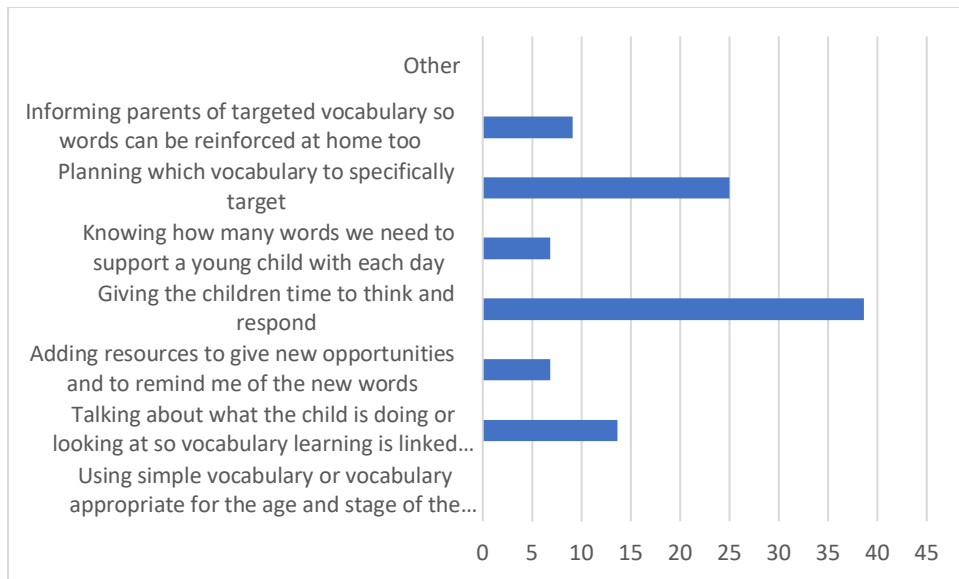 Other
Informing parents of targeted vocabulary so
words can be reinforced at home too
Planning which vocabulary to specifically
target
Knowing how many words we need to
support a young child with each day
Giving the children time to think and
respond
Adding resources to give new opportunities
and to remind me of the new words
Talking about what the child is doing or
looking at so vocabulary learning is linked...
Using simple vocabulary or vocabulary
appropriate for the age and stage of the...
0 5 10 15 20 25 30 35 40 45